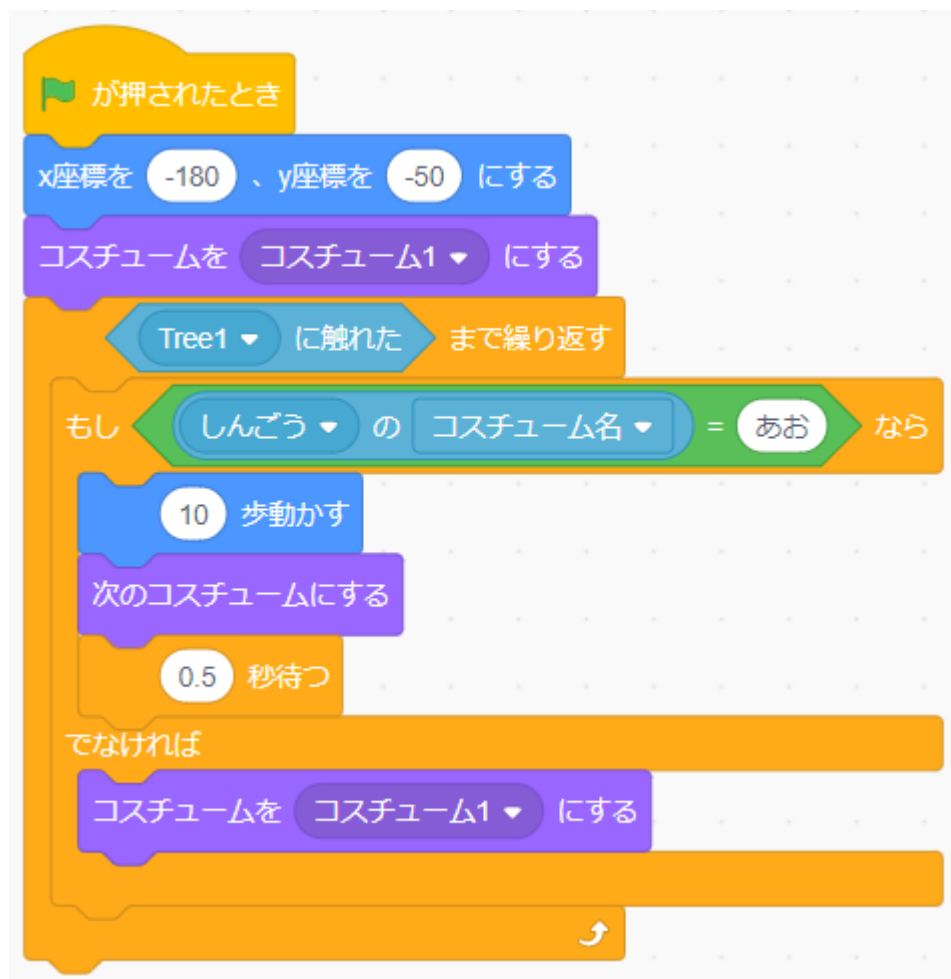 が押されたとき
x座標を -180 、y座標を -50 にする
コスチュームを コスチューム1 にする
Tree1 に触れた まで繰り返す
もし しんごう の コスチューム名 = あお なら
10 歩動かす
次のコスチュームにする
0.5 秒待つ
でなければ
コスチュームを コスチューム1 にする